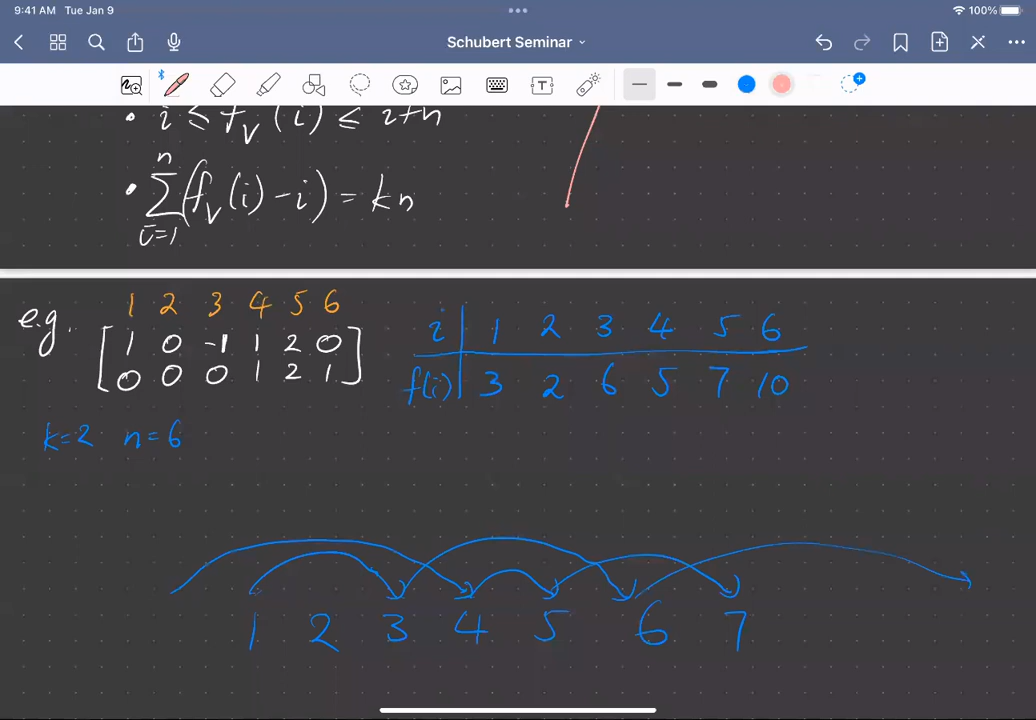 9:41 AM Tue Jan 9
100%
Schubert Seminar
• i ≤ f_V(i) ≤ i+n
• \sum_{i=1}^{n} (f_V(i) - i) = kn
1 2 3 4 5 6
e.g.
[1 0 -1 1 2 0]
[0 0 0 1 2 1]
i | 1 2 3 4 5 6
f(i) | 3 2 6 5 7 10
k=2 n=6
1 2 3 4 5 6 7